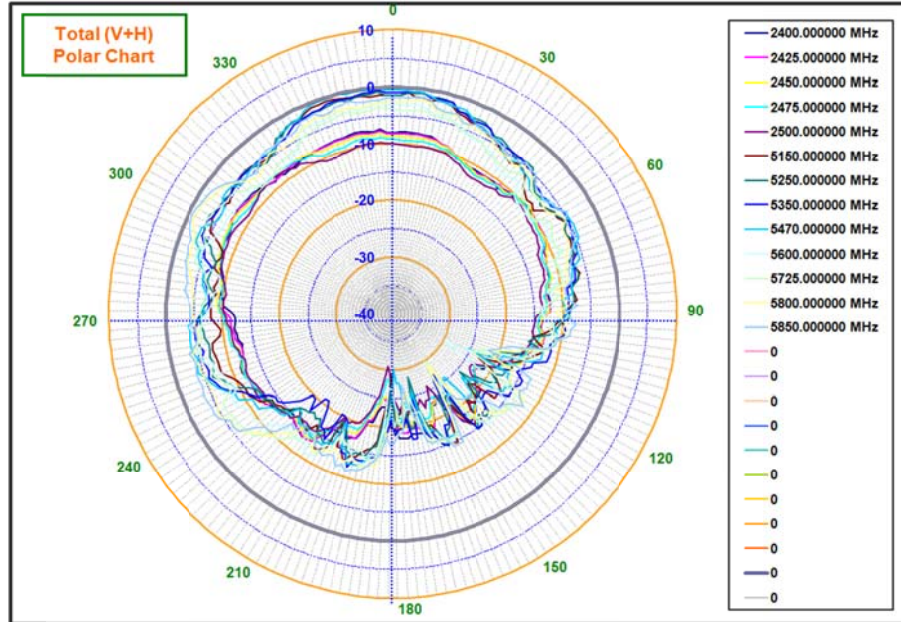 Total (V+H)
Polar Chart
0
30
60
90
120
150
180
210
240
270
300
330
10
0
-10
-20
-30
-40
2400.000000 MHz
2425.000000 MHz
2450.000000 MHz
2475.000000 MHz
2500.000000 MHz
5150.000000 MHz
5250.000000 MHz
5350.000000 MHz
5470.000000 MHz
5600.000000 MHz
5725.000000 MHz
5800.000000 MHz
5850.000000 MHz
0
0
0
0
0
0
0
0
0
0
0